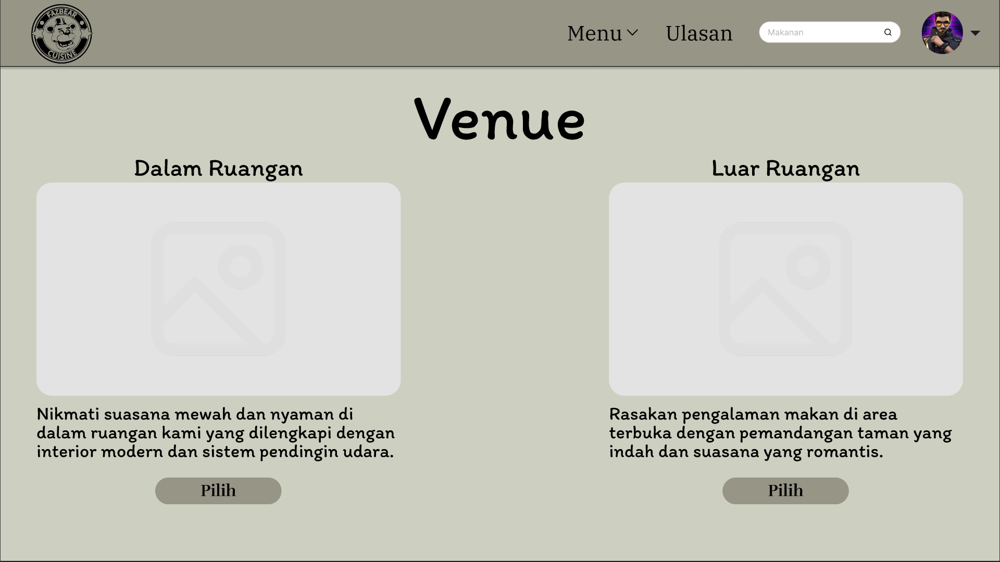 FAZBEAR
CUISINE
Menu
Ulasan
Makanan
Venue
Dalam Ruangan
Nikmati suasana mewah dan nyaman di
dalam ruangan kami yang dilengkapi dengan
interior modern dan sistem pendingin udara.
Pilih
Luar Ruangan
Rasakan pengalaman makan di area
terbuka dengan pemandangan taman yang
indah dan suasana yang romantis.
Pilih